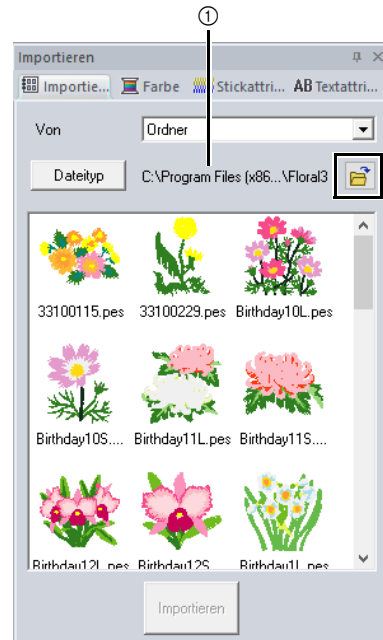 ①
Importieren
Importie... Farbe Stickattri... AB Textattri...
Von Ordner
Dateityp C:\Program Files (x86...\Floral3
33100115.pes 33100229.pes Birthday10L.pes
Birthday10S.... Birthday11L.pes Birthday11S....
Birthday12L.pes Birthday12S.... Birthday1L.pes
Importieren